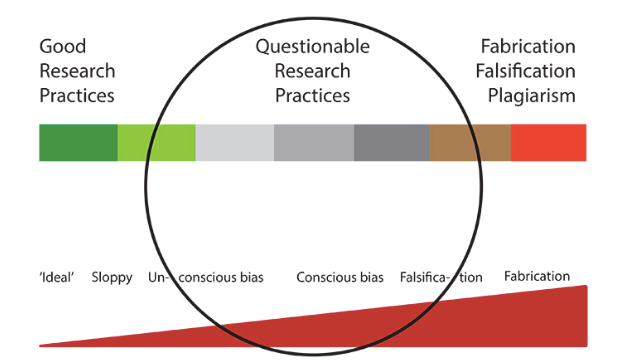 Good
Research
Practices
Questionable
Research
Practices
Fabrication
Falsification
Plagiarism
'Ideal' Sloppy Un- conscious bias Conscious bias Falsifica- tion Fabrication